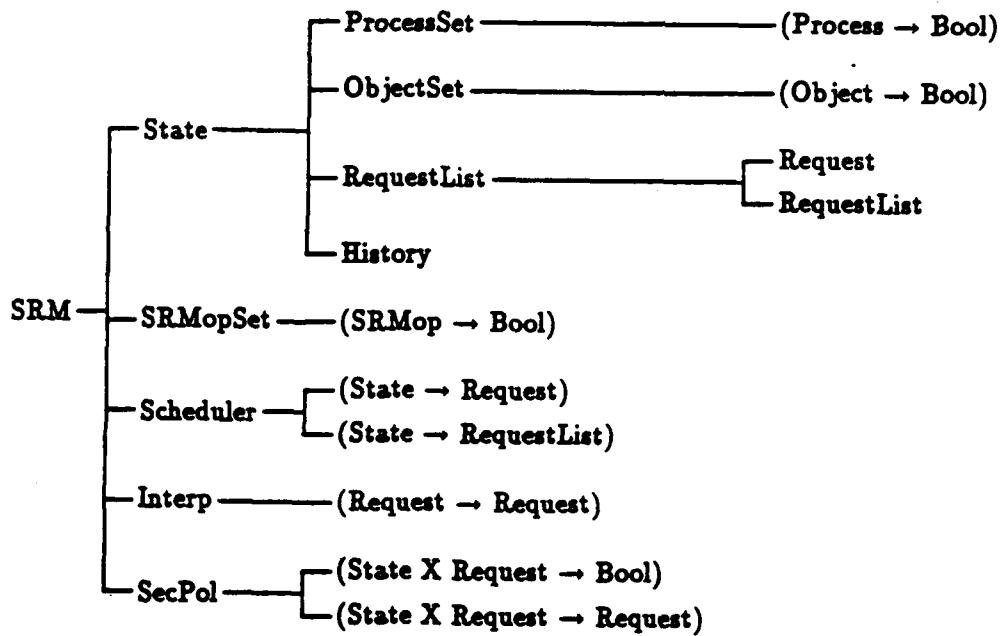 ProcessSet (Process → Bool)
ObjectSet (Object → Bool)
State
RequestList Request
RequestList
History
SRM
SRMopSet (SRMop → Bool)
Scheduler (State → Request)
(State → RequestList)
Interp (Request → Request)
SecPol (State X Request → Bool)
(State X Request → Request)